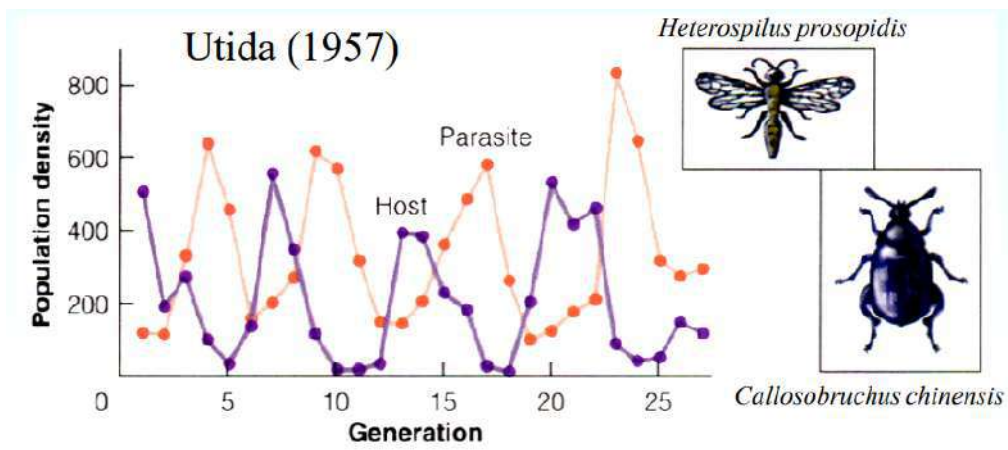 Utida (1957)
Heterospilus prosopidis
Population density
800
600
400
200
Parasite
Host
0
5
10
15
20
25
Generation
Callosobruchus chinensis